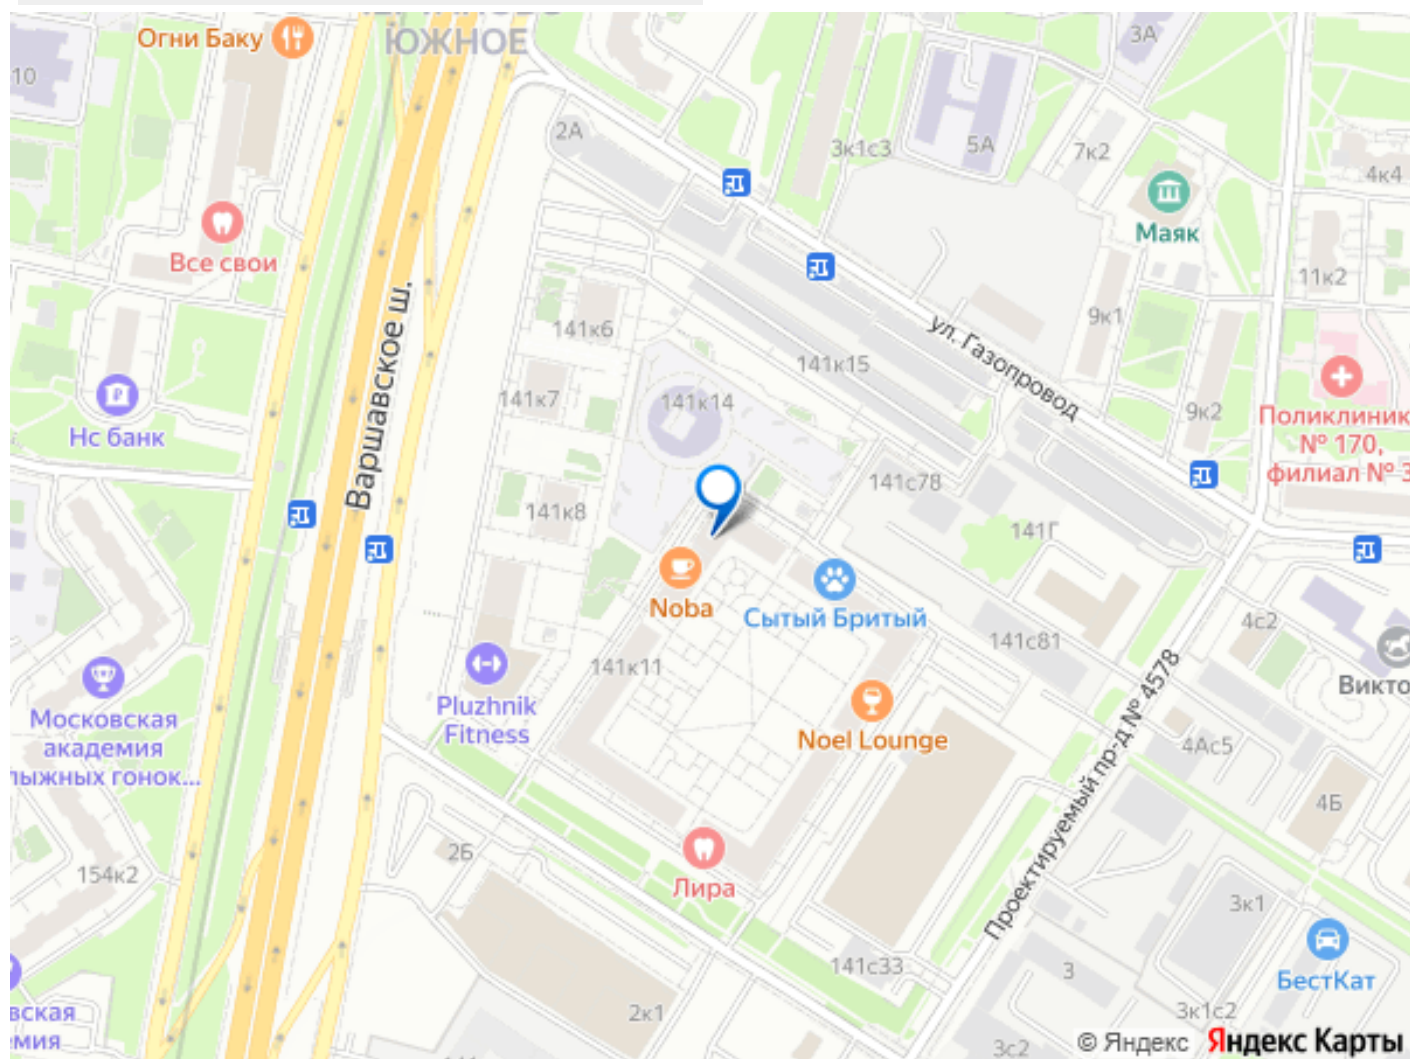 ЮЖНОЕ
Огни Баку
10
3А
2А
3к1с3
5А
7к2
4к4
Маяк
Все свои
11к2
141к6
9к1
ул. Газопровод
Варшавское ш.
141к15
141к7
141к14
9к2
Нс банк
Поликлиник
№ 170,
филиал № 3
141с78
141к8
141Г
Noba
Сытый Бритый
4с2
141с81
141к11
Викто
Pluzhnik
Fitness
Московская
академия
лыжных гонок...
Noel Lounge
Проектируемый пр-д № 4578
4Ас5
4Б
2Б
154к2
Лира
3к1
141с33
3
БестКат
вская
емия
2к1
3к1с2
3с2
© Яндекс Яндекс Карты